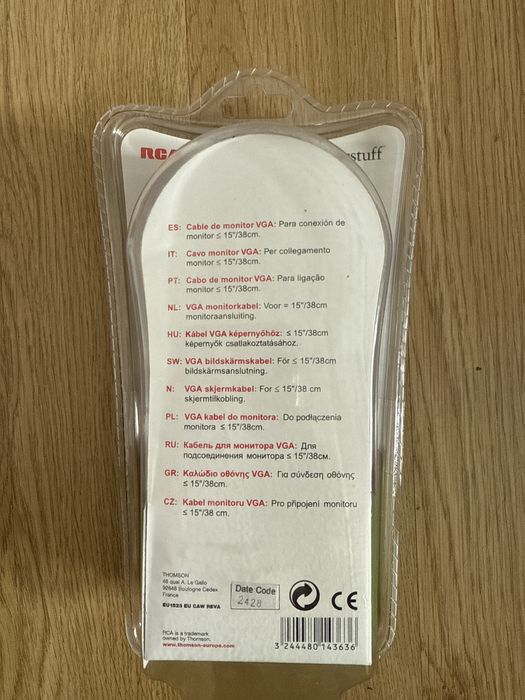 RCA
stuff™
ES: Cable de monitor VGA: Para conexión de
monitor ≤ 15"/38cm.
IT: Cavo monitor VGA: Per collegamento
monitor ≤ 15"/38cm.
PT: Cabo de monitor VGA: Para ligação
monitor ≤ 15"/38cm.
NL: VGA monitorkabel: Voor = 15"/38cm
monitoraansluiting.
HU: Kábel VGA képernyőhöz: ≤ 15"/38cm
képernyők csatlakoztatásához.
SW: VGA bildskärmskabel: För ≤ 15"/38cm
bildskärmsanslutning.
N: VGA skjermkabel: For ≤ 15"/38 cm
skjermtilkobling.
PL: VGA kabel do monitora: Do podłączenia
monitora ≤ 15"/38cm.
RU: Кабель для монитора VGA: Для
подсоединения монитора ≤ 15"/38см.
GR: Καλώδιο οθόνης VGA: Για σύνδεση οθόνης
≤ 15"/38cm.
CZ: Kabel monitoru VGA: Pro připojení monitoru
≤ 15"/38 cm.
THOMSON
46 quai A. Le Gallo
92648 Boulogne Cedex
France
EU1525 EU CAW REVA
Date Code
2428
CE
RCA is a trademark
owned by Thomson.
www.thomson-europe.com
3 244480 143636